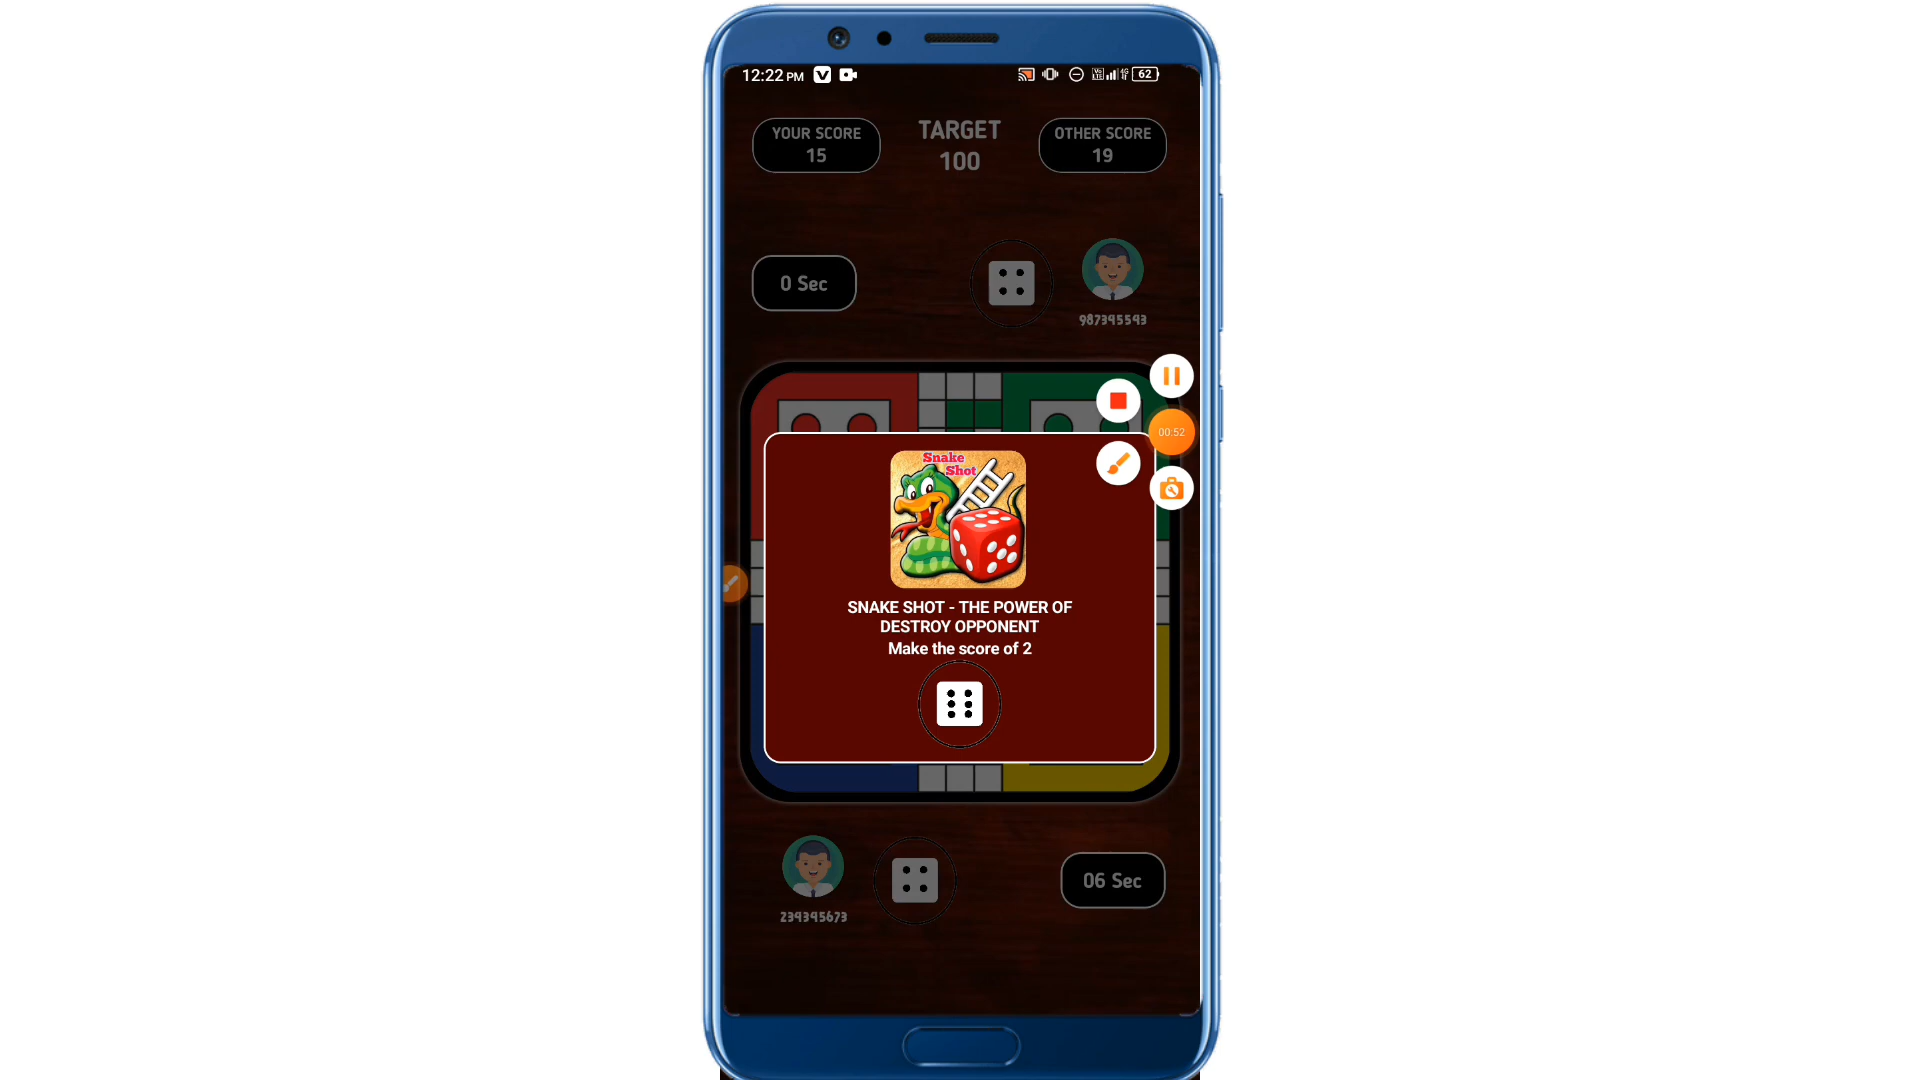 12:22 PM
62
YOUR SCORE
15
TARGET
100
OTHER SCORE
19
0 Sec
987395593
00:52
Snake
Shot
SNAKE SHOT - THE POWER OF
DESTROY OPPONENT
Make the score of 2
239395673
06 Sec